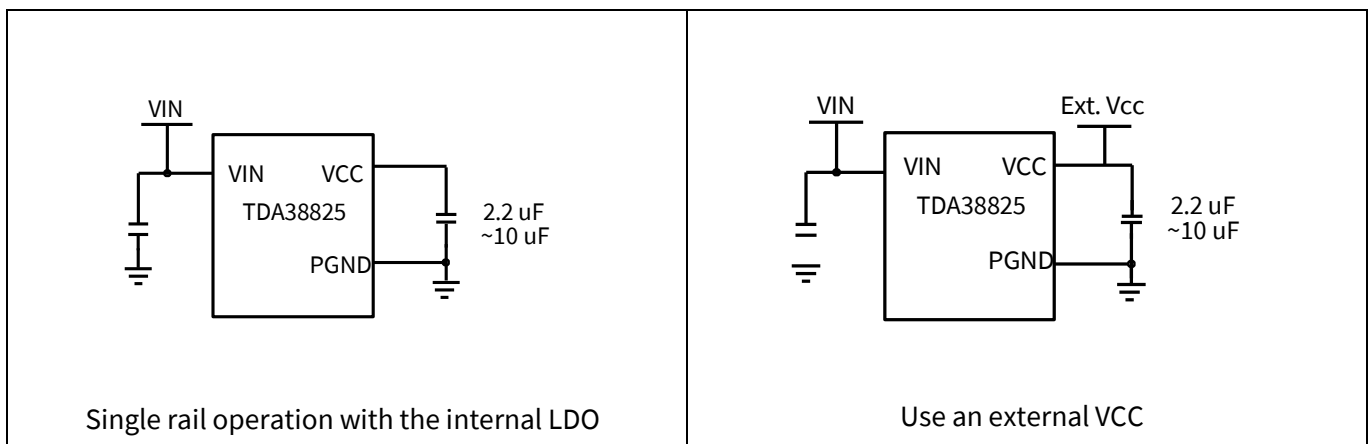 VIN
VIN VCC
TDA38825
2.2 uF
~10 uF
PGND
Single rail operation with the internal LDO
VIN
Ext. Vcc
VIN VCC
TDA38825
2.2 uF
~10 uF
PGND
Use an external VCC